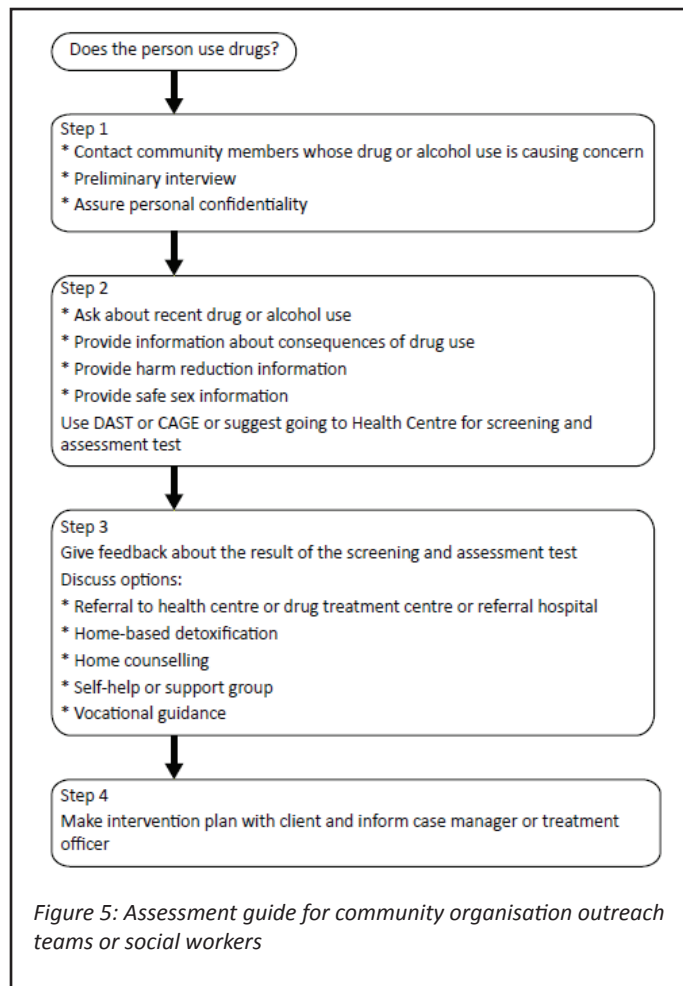 Does the person use drugs?
Step 1
* Contact community members whose drug or alcohol use is causing concern
* Preliminary interview
* Assure personal confidentiality
Step 2
* Ask about recent drug or alcohol use
* Provide information about consequences of drug use
* Provide harm reduction information
* Provide safe sex information
Use DAST or CAGE or suggest going to Health Centre for screening and
assessment test
Step 3
Give feedback about the result of the screening and assessment test
Discuss options:
* Referral to health centre or drug treatment centre or referral hospital
* Home-based detoxification
* Home counselling
* Self-help or support group
* Vocational guidance
Step 4
Make intervention plan with client and inform case manager or treatment
officer
Figure 5: Assessment guide for community organisation outreach
teams or social workers